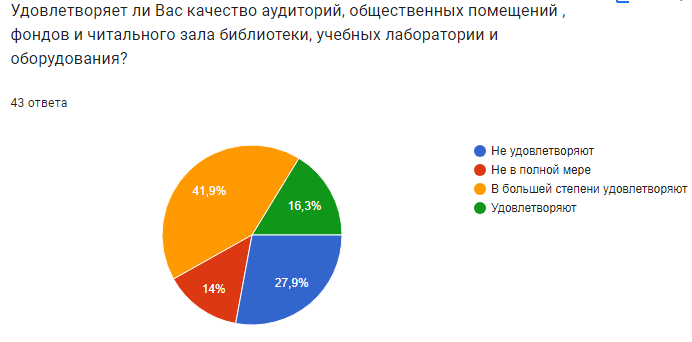 Удовлетворяет ли Вас качество аудиторий, общественных помещений ,
фондов и читального зала библиотеки, учебных лаборатории и
оборудования?
43 ответа
Не удовлетворяют
Не в полной мере
В большей степени удовлетворяют
Удовлетворяют
41,9%
16,3%
14%
27,9%